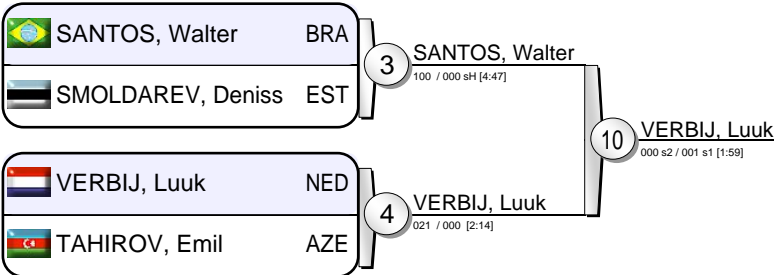 SANTOS, Walter BRA
SMOLDAREV, Deniss EST
3
SANTOS, Walter
100 / 000 sH [4:47]
VERBIJ, Luuk NED
TAHIROV, Emil AZE
4
VERBIJ, Luuk
021 / 000 [2:14]
10
VERBIJ, Luuk
000 s2 / 001 s1 [1:59]